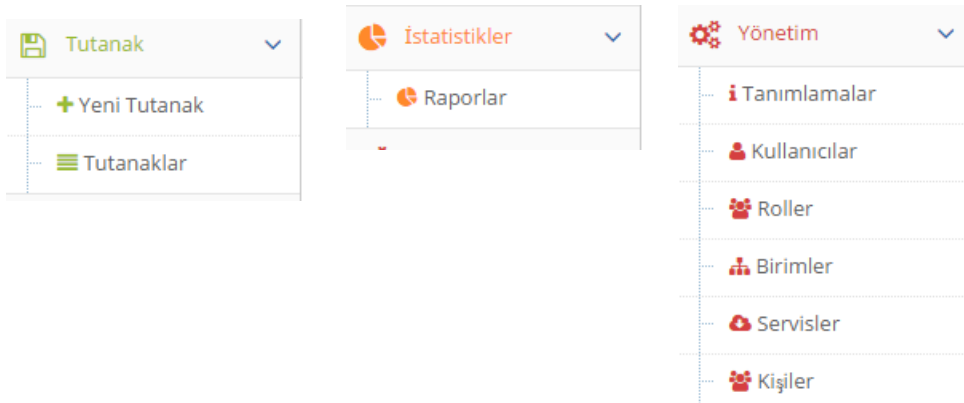 Tutanak
Yeni Tutanak
Tutanaklar
İstatistikler
Raporlar
Yönetim
Tanımlamalar
Kullanıcılar
Roller
Birimler
Servisler
Kişiler